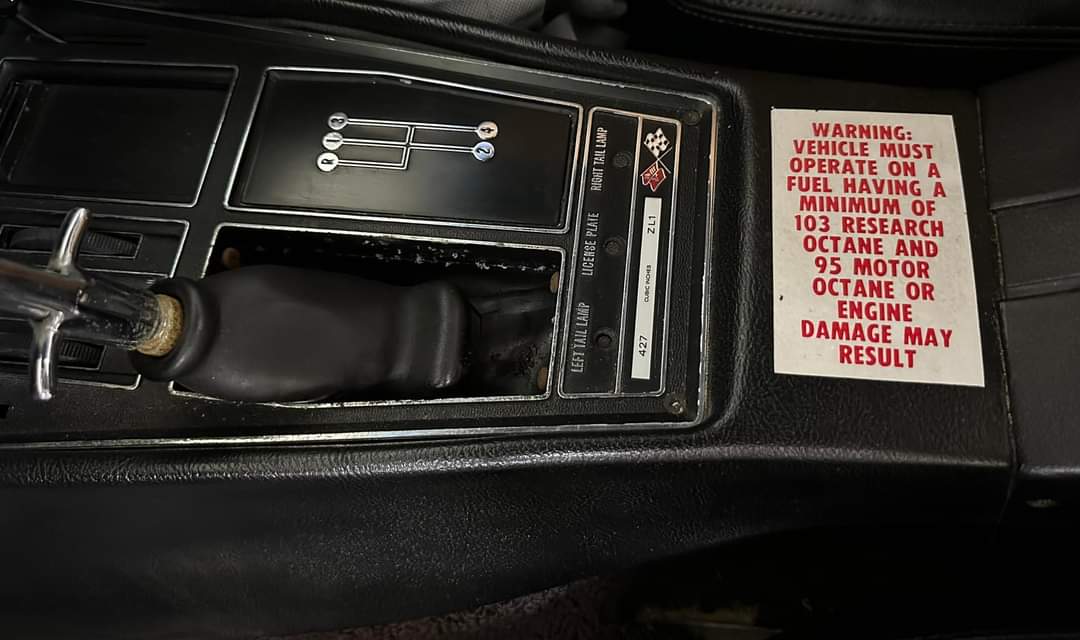 3
4
1
2
R
RIGHT TAIL LAMP
LICENSE PLATE
LEFT TAIL LAMP
427 CUBIC INCHES ZL1
WARNING:
VEHICLE MUST
OPERATE ON A
FUEL HAVING A
MINIMUM OF
103 RESEARCH
OCTANE AND
95 MOTOR
OCTANE OR
ENGINE
DAMAGE MAY
RESULT